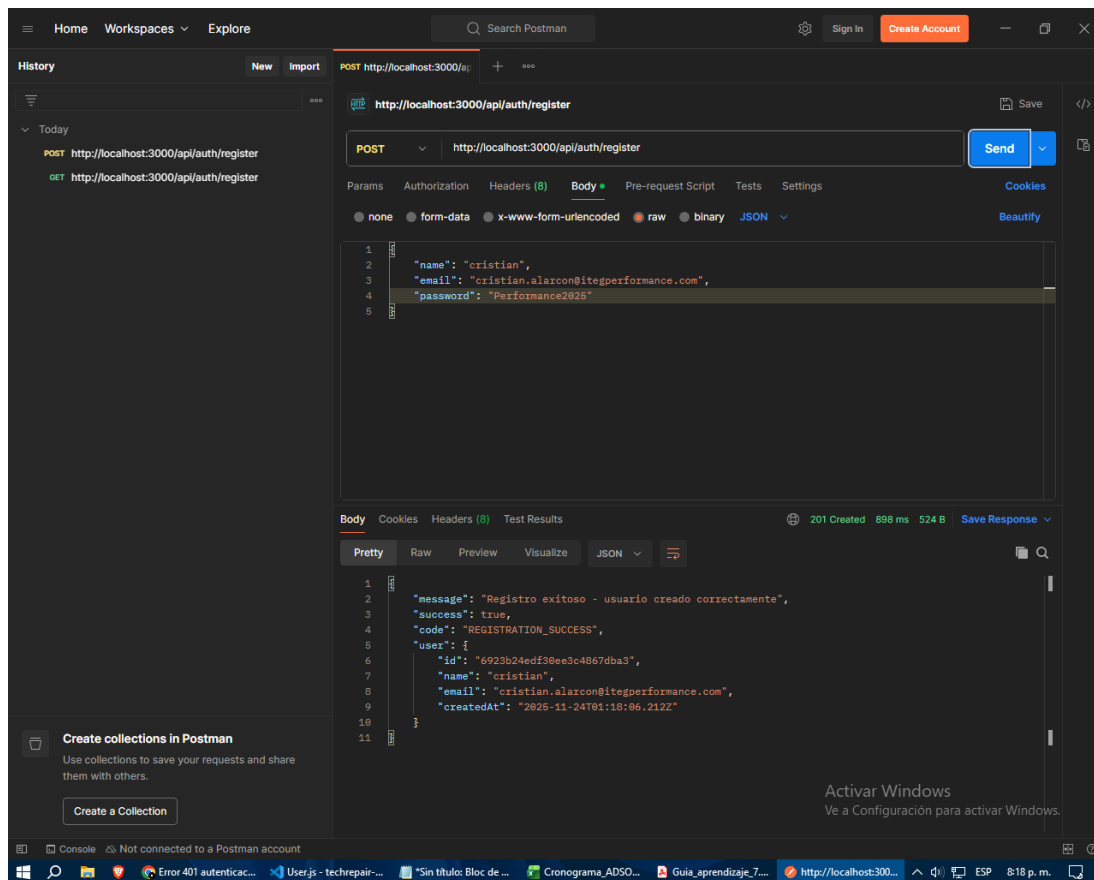 Home Workspaces Explore Search Postman Sign In Create Account
History New Import POST http://localhost:3000/ap
HTTP http://localhost:3000/api/auth/register Save
Today
POST http://localhost:3000/api/auth/register
GET http://localhost:3000/api/auth/register
POST http://localhost:3000/api/auth/register Send
Params Authorization Headers (8) Body Pre-request Script Tests Settings Cookies
none form-data x-www-form-urlencoded raw binary JSON Beautify
1 {
2 "name": "cristian",
3 "email": "cristian.alarcon@itegperformance.com",
4 "password": "Performance2025"
5 }
Body Cookies Headers (8) Test Results 201 Created 898 ms 524 B Save Response
Pretty Raw Preview Visualize JSON
1 {
2 "message": "Registro exitoso - usuario creado correctamente",
3 "success": true,
4 "code": "REGISTRATION_SUCCESS",
5 "user": {
6 "id": "6923b24edf30ee3c4867dba3",
7 "name": "cristian",
8 "email": "cristian.alarcon@itegperformance.com",
9 "createdAt": "2025-11-24T01:18:06.212Z"
10 }
11 }
Create collections in Postman
Use collections to save your requests and share
them with others.
Create a Collection
Activar Windows
Ve a Configuración para activar Windows.
Console Not connected to a Postman account
Error 401 autenticac... User.js - techrepair-... *Sin título: Bloc de ... Cronograma_ADSO... Guia_aprendizaje_7.... http://localhost:300... ESP 8:18 p. m.